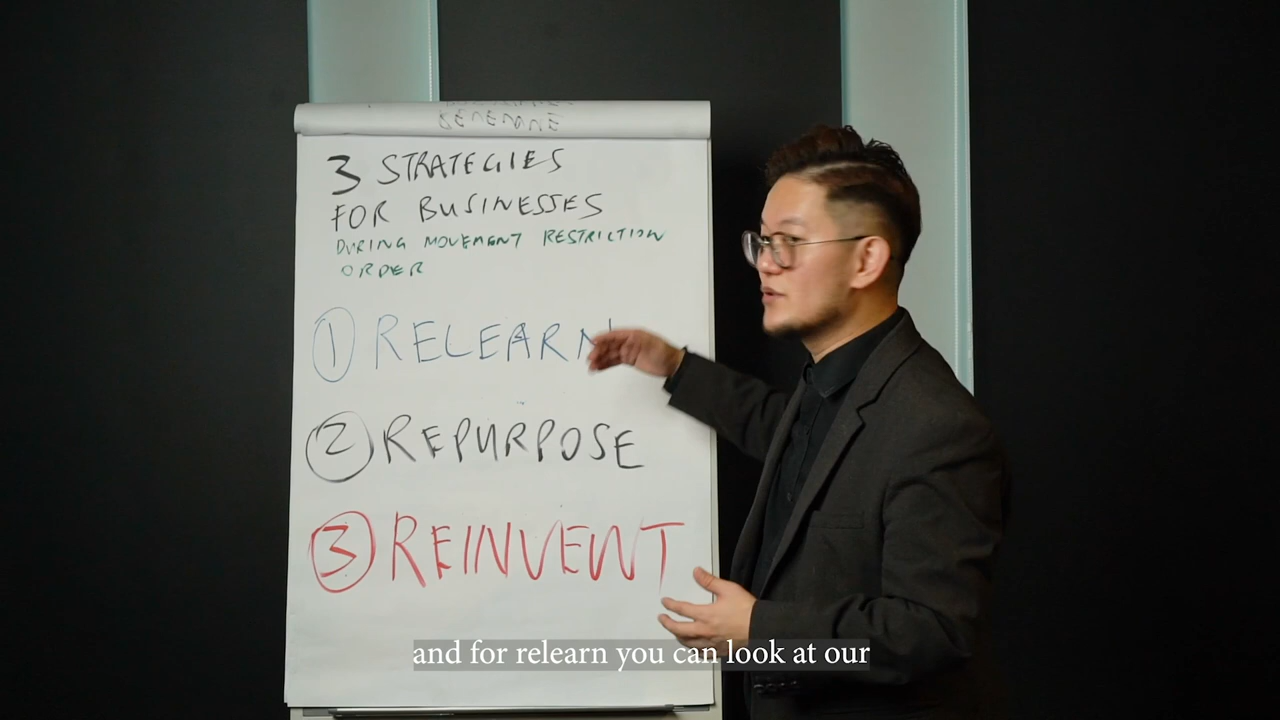 REVENUE
3 STRATEGIES
FOR BUSINESSES
DURING MOVEMENT RESTRICTION
ORDER
1 RELEARN
2 REPURPOSE
3 REINVENT
and for relearn you can look at our